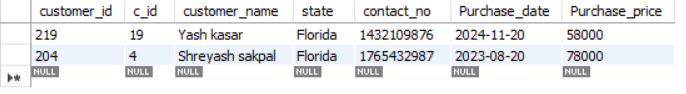 customer_id c_id customer_name state contact_no Purchase_date Purchase_price
219 19 Yash kasar Florida 1432109876 2024-11-20 58000
204 4 Shreyash sakpal Florida 1765432987 2023-08-20 78000
NULL NULL NULL NULL NULL NULL NULL